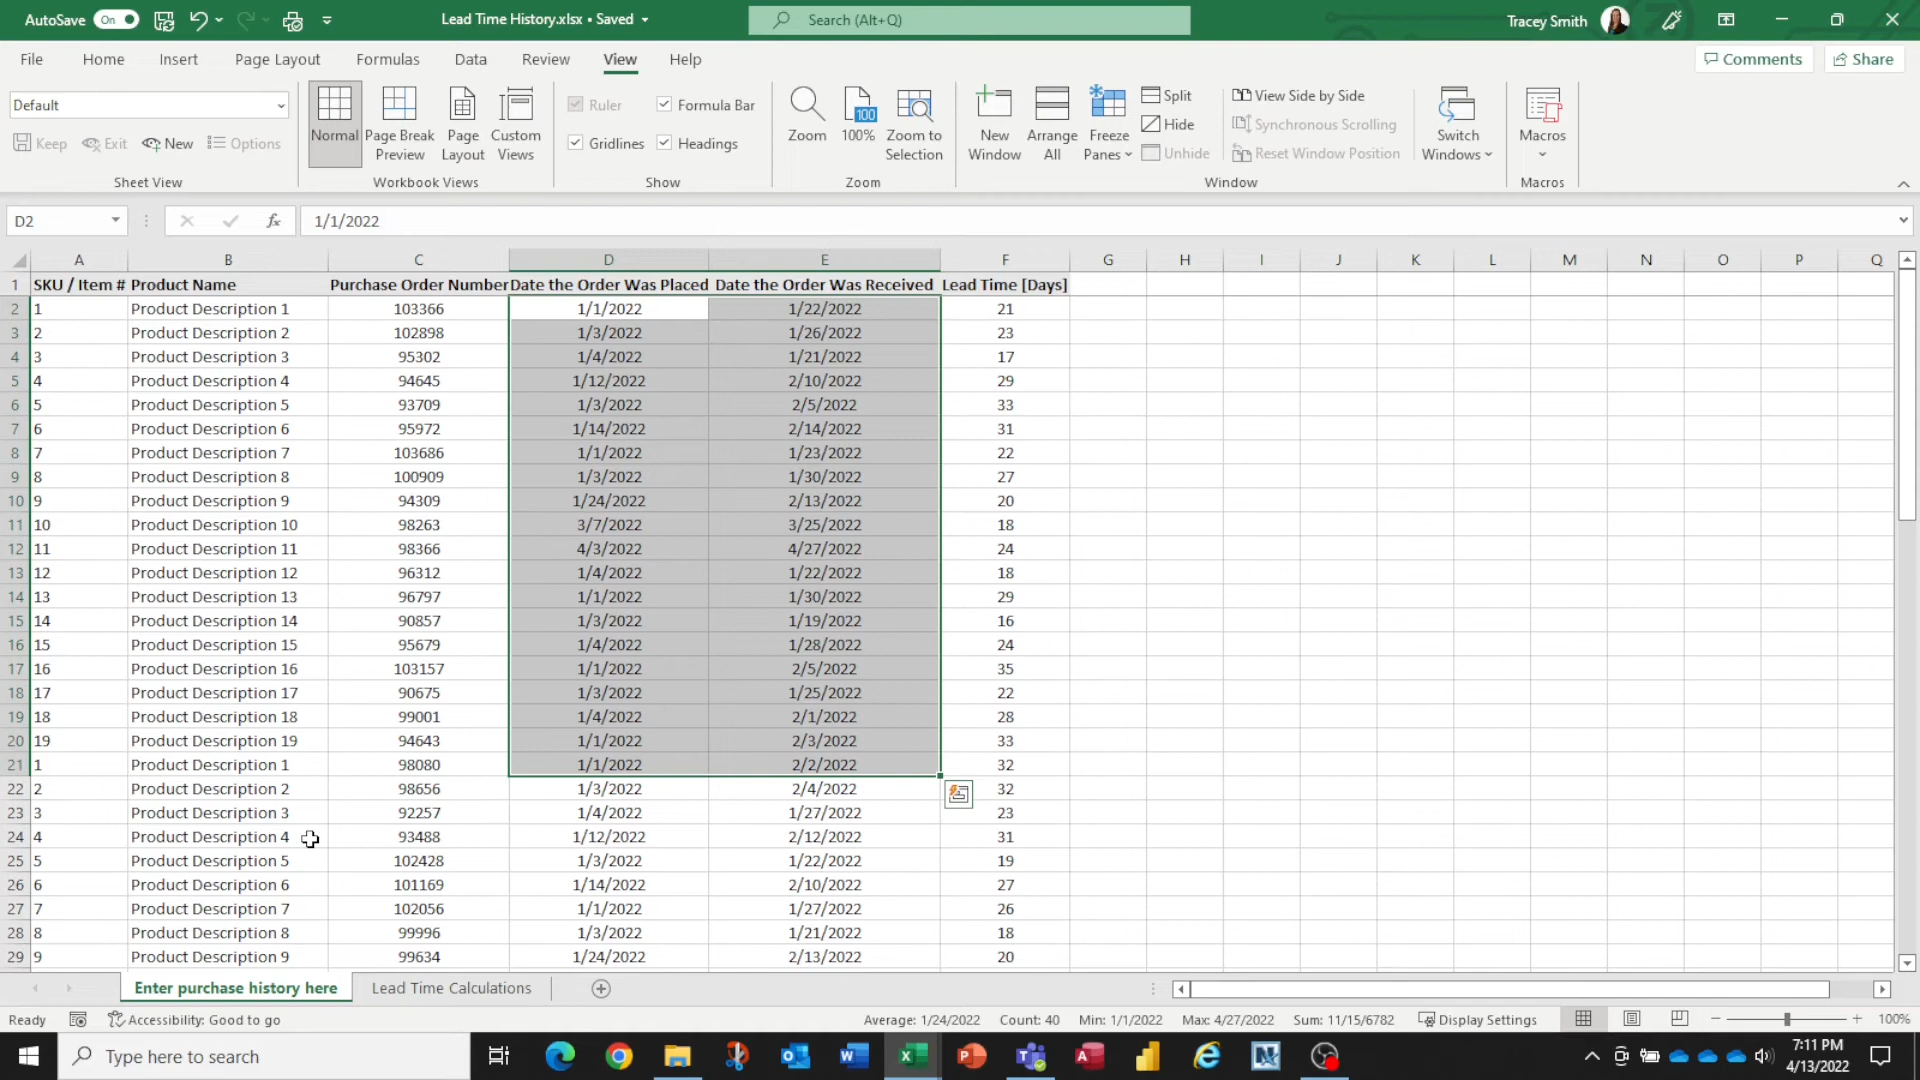 AutoSave On Lead Time History.xlsx • Saved Search (Alt+Q) Tracey Smith
File Home Insert Page Layout Formulas Data Review View Help Comments Share
Default
Keep Exit New Options
Sheet View
Normal Page Break Preview Page Layout Custom Views
Workbook Views
Ruler Formula Bar
Gridlines Headings
Show
Zoom 100% Zoom to Selection
100
Zoom
New Window Arrange All Freeze Panes
Split
Hide
Unhide
View Side by Side
Synchronous Scrolling
Reset Window Position
Switch Windows
Window
Macros
Macros
D2 fx 1/1/2022
A B C D E F G H I J K L M N O P Q
1 SKU / Item # Product Name Purchase Order Number Date the Order Was Placed Date the Order Was Received Lead Time [Days]
2 1 Product Description 1 103366 1/1/2022 1/22/2022 21
3 2 Product Description 2 102898 1/3/2022 1/26/2022 23
4 3 Product Description 3 95302 1/4/2022 1/21/2022 17
5 4 Product Description 4 94645 1/12/2022 2/10/2022 29
6 5 Product Description 5 93709 1/3/2022 2/5/2022 33
7 6 Product Description 6 95972 1/14/2022 2/14/2022 31
8 7 Product Description 7 103686 1/1/2022 1/23/2022 22
9 8 Product Description 8 100909 1/3/2022 1/30/2022 27
10 9 Product Description 9 94309 1/24/2022 2/13/2022 20
11 10 Product Description 10 98263 3/7/2022 3/25/2022 18
12 11 Product Description 11 98366 4/3/2022 4/27/2022 24
13 12 Product Description 12 96312 1/4/2022 1/22/2022 18
14 13 Product Description 13 96797 1/1/2022 1/30/2022 29
15 14 Product Description 14 90857 1/3/2022 1/19/2022 16
16 15 Product Description 15 95679 1/4/2022 1/28/2022 24
17 16 Product Description 16 103157 1/1/2022 2/5/2022 35
18 17 Product Description 17 90675 1/3/2022 1/25/2022 22
19 18 Product Description 18 99001 1/4/2022 2/1/2022 28
20 19 Product Description 19 94643 1/1/2022 2/3/2022 33
21 1 Product Description 1 98080 1/1/2022 2/2/2022 32
22 2 Product Description 2 98656 1/3/2022 2/4/2022 32
23 3 Product Description 3 92257 1/4/2022 1/27/2022 23
24 4 Product Description 4 93488 1/12/2022 2/12/2022 31
25 5 Product Description 5 102428 1/3/2022 1/22/2022 19
26 6 Product Description 6 101169 1/14/2022 2/10/2022 27
27 7 Product Description 7 102056 1/1/2022 1/27/2022 26
28 8 Product Description 8 99996 1/3/2022 1/21/2022 18
29 9 Product Description 9 99634 1/24/2022 2/13/2022 20
Enter purchase history here Lead Time Calculations
Ready Accessibility: Good to go Average: 1/24/2022 Count: 40 Min: 1/1/2022 Max: 4/27/2022 Sum: 11/15/6782 Display Settings 100%
Type here to search 7:11 PM
4/13/2022